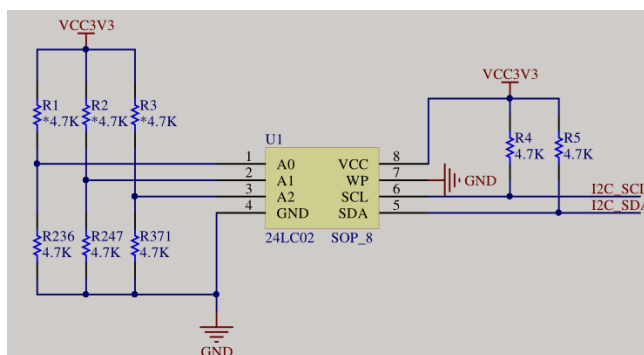 VCC3V3
R1
*4.7K
R2
*4.7K
R3
*4.7K
R236
4.7K
R247
4.7K
R371
4.7K
GND
U1
1 A0 VCC 8
2 A1 WP 7
3 A2 SCL 6
4 GND SDA 5
24LC02 SOP_8
GND
VCC3V3
R4
4.7K
R5
4.7K
I2C_SCL
I2C_SDA